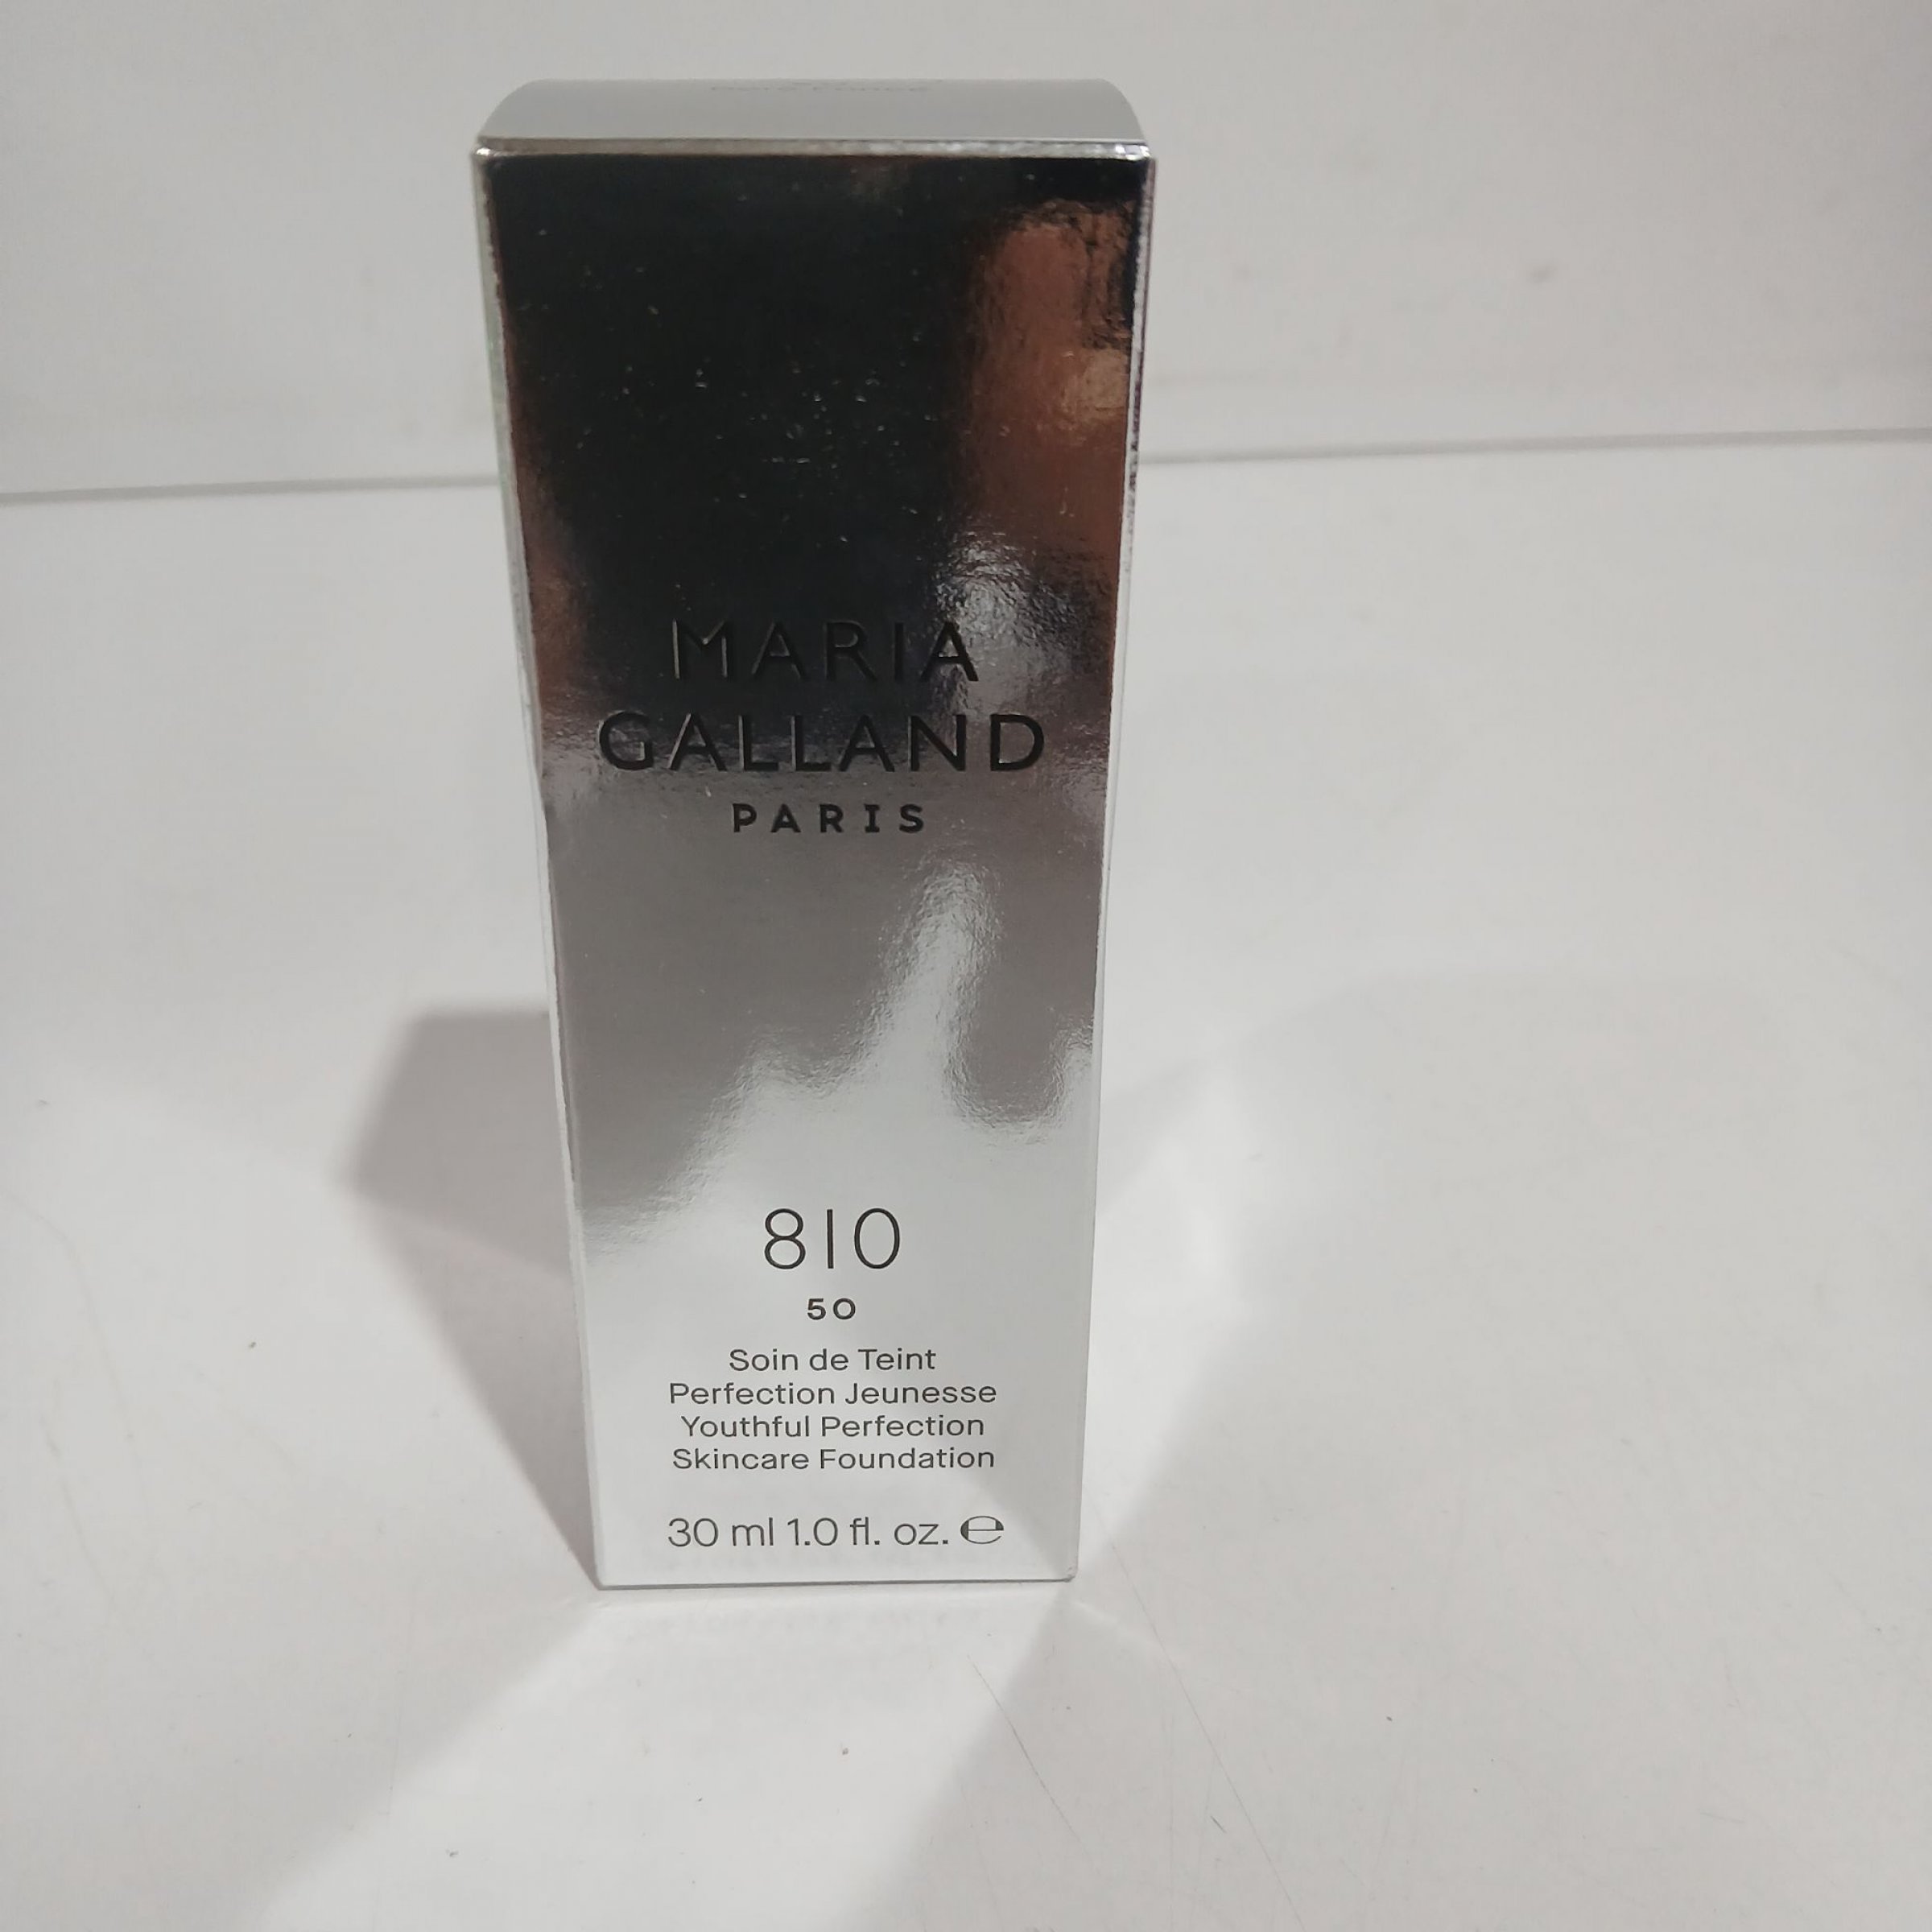 MARIA
GALLAND
PARIS
810
50
Soin de Teint
Perfection Jeunesse
Youthful Perfection
Skincare Foundation
30 ml 1.0 fl. oz. ℮